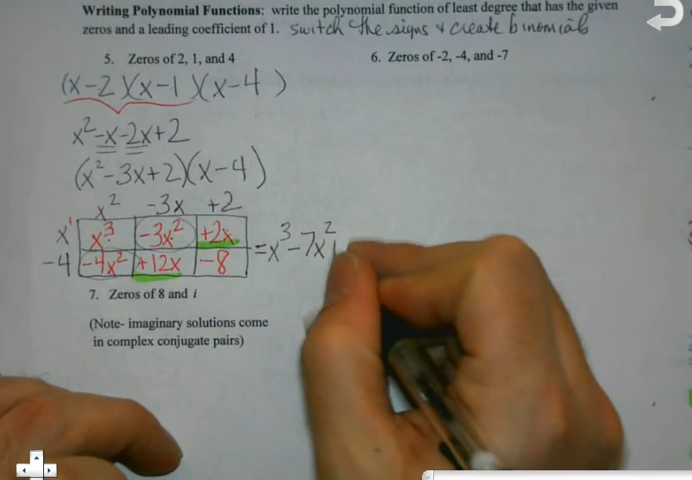 Writing Polynomial Functions: write the polynomial function of least degree that has the given
zeros and a leading coefficient of 1. switch the signs & create binomials
5. Zeros of 2, 1, and 4
6. Zeros of -2, -4, and -7
(x-2)(x-1)(x-4)
x²-x-2x+2
(x²-3x+2)(x-4)
x² -3x +2
x x³ -3x² +2x
-4 -4x² +12x -8
=x³-7x²
7. Zeros of 8 and i
(Note- imaginary solutions come
in complex conjugate pairs)